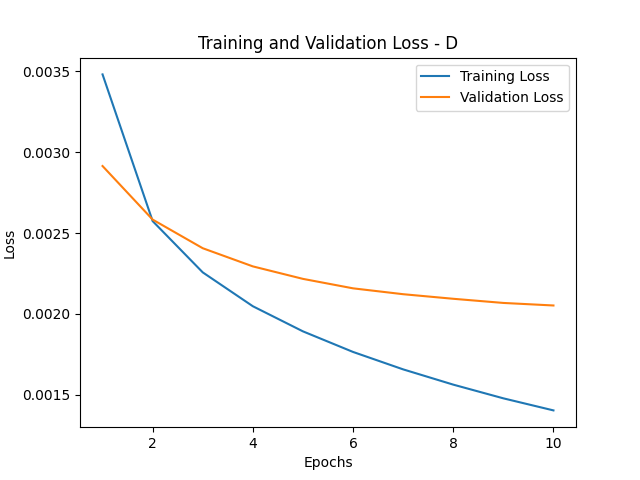 Training and Validation Loss - D
Training Loss
Validation Loss
0.0035
0.0030
0.0025
0.0020
0.0015
Loss
2
4
6
8
10
Epochs